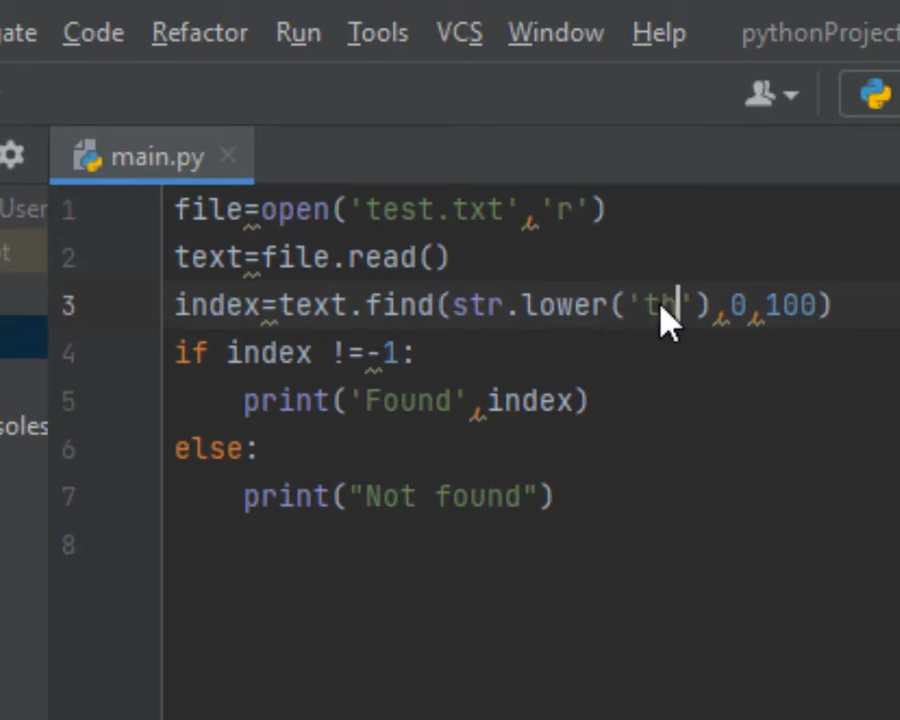 Code Refactor Run Tools VCS Window Help pythonProject
main.py
User
1 file=open('test.txt','r')
2 text=file.read()
3 index=text.find(str.lower('th'),0,100)
4 if index !=-1:
5 print('Found',index)
6 else:
7 print("Not found")
8